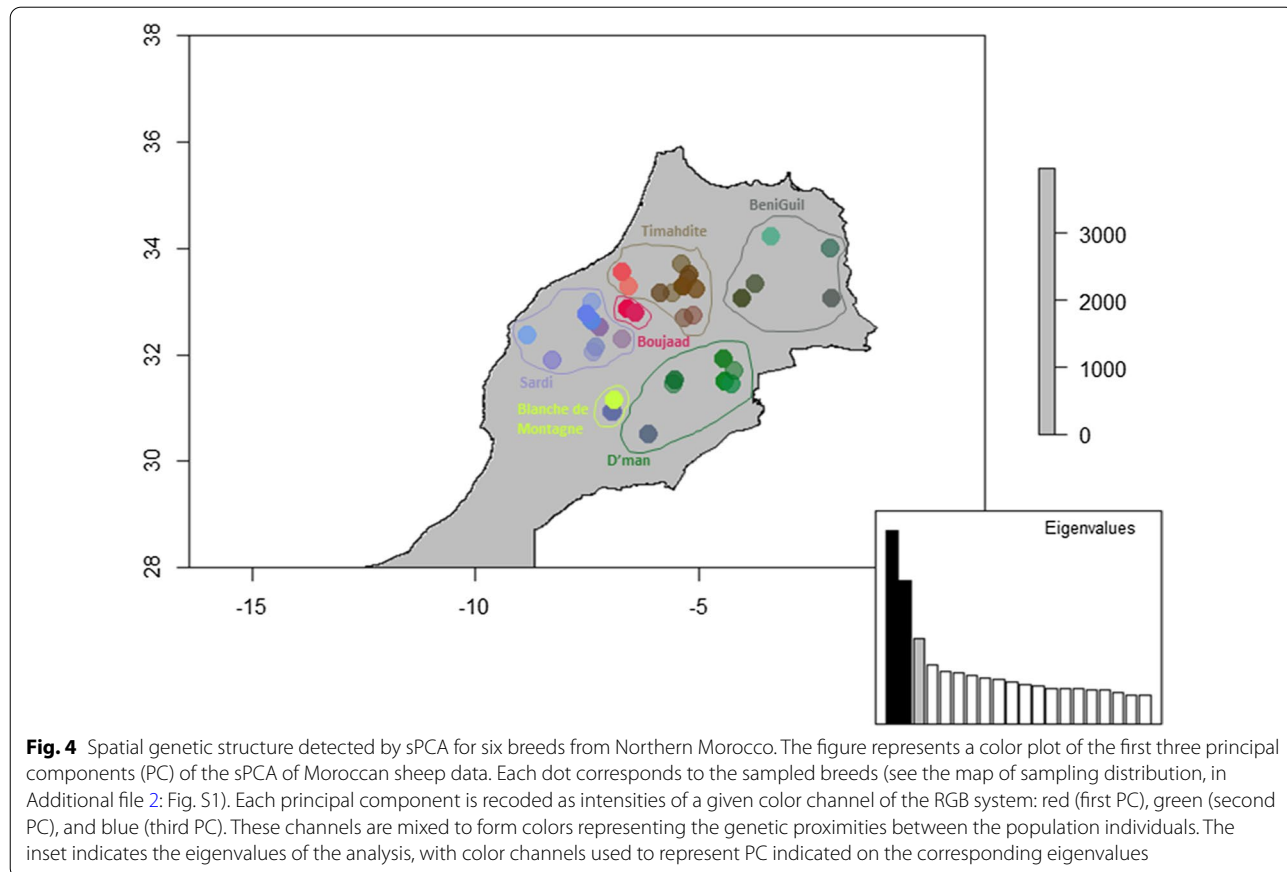 38
36
34
32
30
28
-15
-10
-5
BeniGuil
Timahdite
Boujaad
Sardi
Blanche de
Montagne
D'man
3000
2000
1000
0
Eigenvalues
Fig. 4 Spatial genetic structure detected by sPCA for six breeds from Northern Morocco. The figure represents a color plot of the first three principal
components (PC) of the sPCA of Moroccan sheep data. Each dot corresponds to the sampled breeds (see the map of sampling distribution, in
Additional file 2: Fig. S1). Each principal component is recoded as intensities of a given color channel of the RGB system: red (first PC), green (second
PC), and blue (third PC). These channels are mixed to form colors representing the genetic proximities between the population individuals. The
inset indicates the eigenvalues of the analysis, with color channels used to represent PC indicated on the corresponding eigenvalues